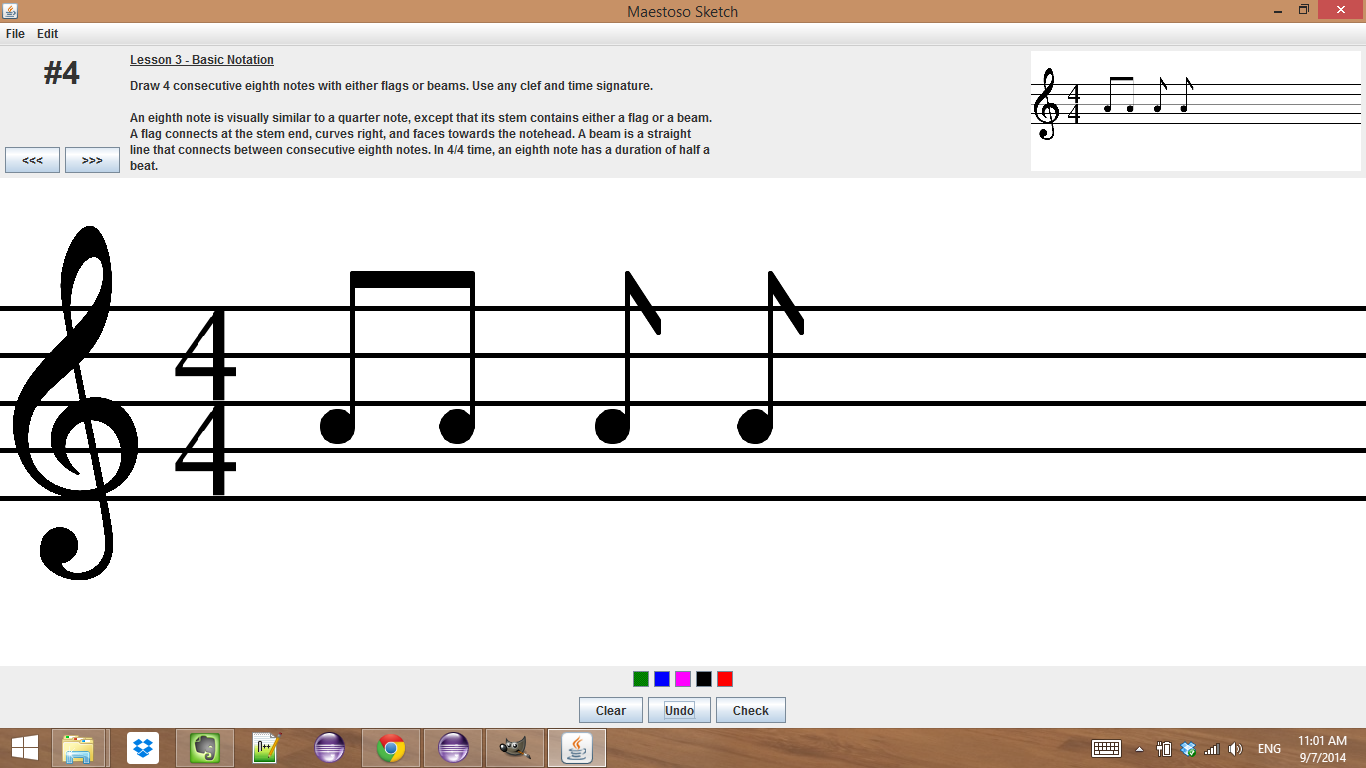 Maestoso Sketch
File Edit
#4
Lesson 3 - Basic Notation
Draw 4 consecutive eighth notes with either flags or beams. Use any clef and time signature.
An eighth note is visually similar to a quarter note, except that its stem contains either a flag or a beam.
A flag connects at the stem end, curves right, and faces towards the notehead. A beam is a straight
line that connects between consecutive eighth notes. In 4/4 time, an eighth note has a duration of half a
beat.
<<< >>>
4
4
4
4
Clear Undo Check
ENG
11:01 AM
9/7/2014